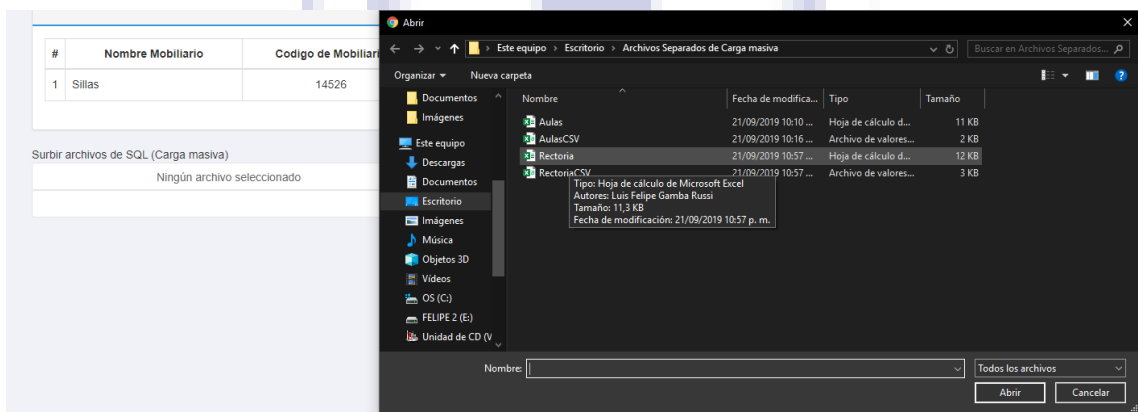 Abrir
Este equipo > Escritorio > Archivos Separados de Carga masiva
Buscar en Archivos Separados...
Organizar
Nueva carpeta
#
Nombre Mobiliario
Codigo de Mobiliari
1
Sillas
14526
Surbir archivos de SQL (Carga masiva)
Ningún archivo seleccionado
Documentos
Imágenes
Este equipo
Descargas
Documentos
Escritorio
Imágenes
Música
Objetos 3D
Vídeos
OS (C:)
FELIPE 2 (E:)
Unidad de CD (V
Nombre Fecha de modifica... Tipo Tamaño
Aulas 21/09/2019 10:10 ... Hoja de cálculo d... 11 KB
AulasCSV 21/09/2019 10:16 ... Archivo de valores... 2 KB
Rectoria 21/09/2019 10:57 ... Hoja de cálculo d... 12 KB
RectoriaCSV 21/09/2019 10:57 ... Archivo de valores... 3 KB
Tipo: Hoja de cálculo de Microsoft Excel
Autores: Luis Felipe Gamba Russi
Tamaño: 11,3 KB
Fecha de modificación: 21/09/2019 10:57 p. m.
Nombre:
Todos los archivos
Abrir
Cancelar